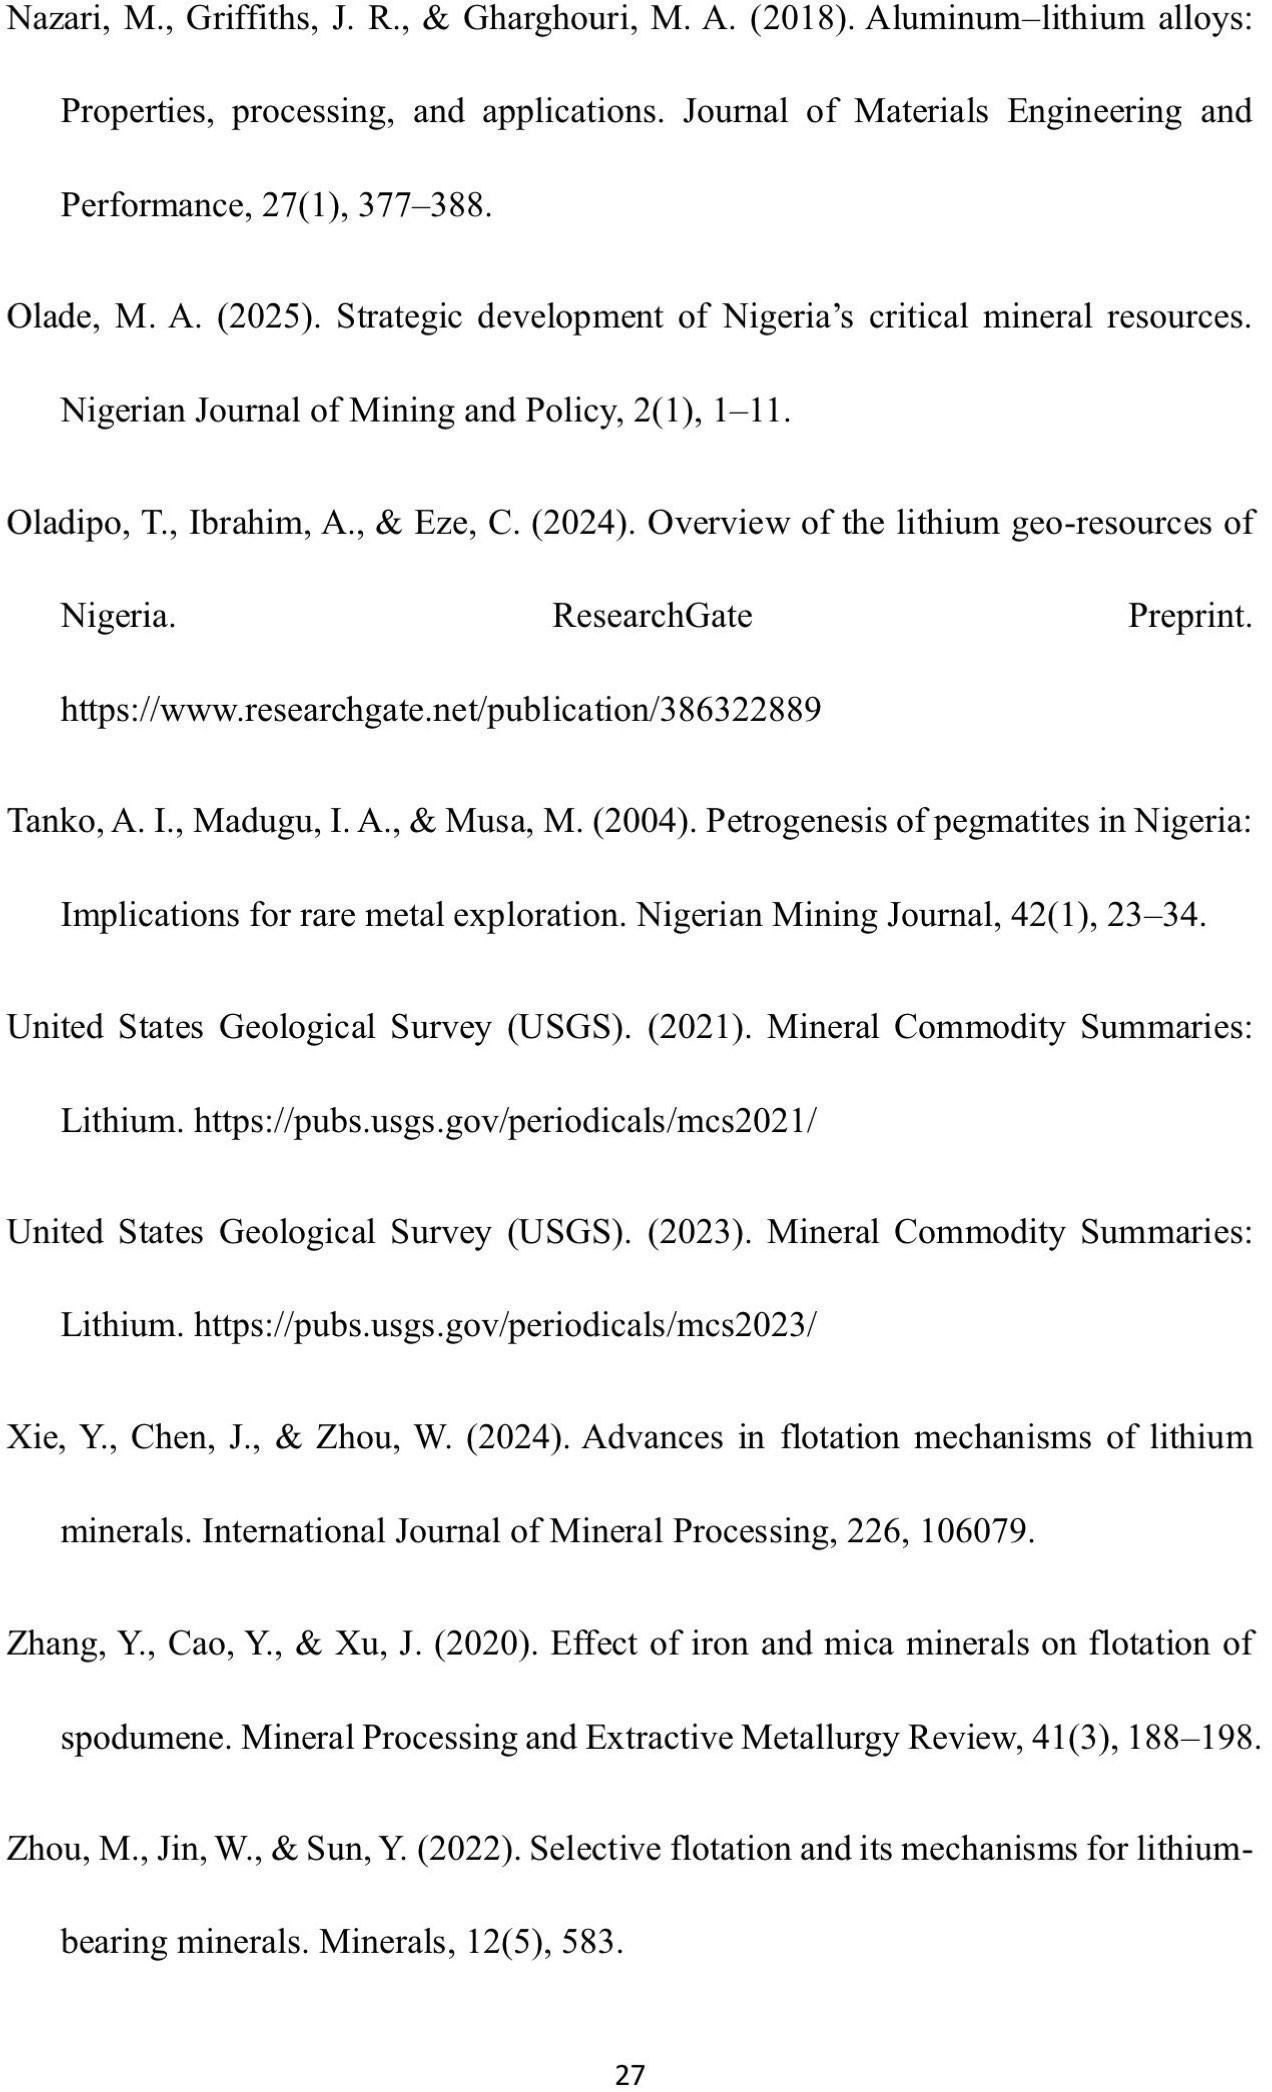 Nazari, M., Griffiths, J. R., & Gharghouri, M. A. (2018). Aluminum–lithium alloys:
Properties, processing, and applications. Journal of Materials Engineering and
Performance, 27(1), 377–388.
Olade, M. A. (2025). Strategic development of Nigeria’s critical mineral resources.
Nigerian Journal of Mining and Policy, 2(1), 1–11.
Oladipo, T., Ibrahim, A., & Eze, C. (2024). Overview of the lithium geo-resources of
Nigeria. ResearchGate Preprint.
https://www.researchgate.net/publication/386322889
Tanko, A. I., Madugu, I. A., & Musa, M. (2004). Petrogenesis of pegmatites in Nigeria:
Implications for rare metal exploration. Nigerian Mining Journal, 42(1), 23–34.
United States Geological Survey (USGS). (2021). Mineral Commodity Summaries:
Lithium. https://pubs.usgs.gov/periodicals/mcs2021/
United States Geological Survey (USGS). (2023). Mineral Commodity Summaries:
Lithium. https://pubs.usgs.gov/periodicals/mcs2023/
Xie, Y., Chen, J., & Zhou, W. (2024). Advances in flotation mechanisms of lithium
minerals. International Journal of Mineral Processing, 226, 106079.
Zhang, Y., Cao, Y., & Xu, J. (2020). Effect of iron and mica minerals on flotation of
spodumene. Mineral Processing and Extractive Metallurgy Review, 41(3), 188–198.
Zhou, M., Jin, W., & Sun, Y. (2022). Selective flotation and its mechanisms for lithium-
bearing minerals. Minerals, 12(5), 583.
27